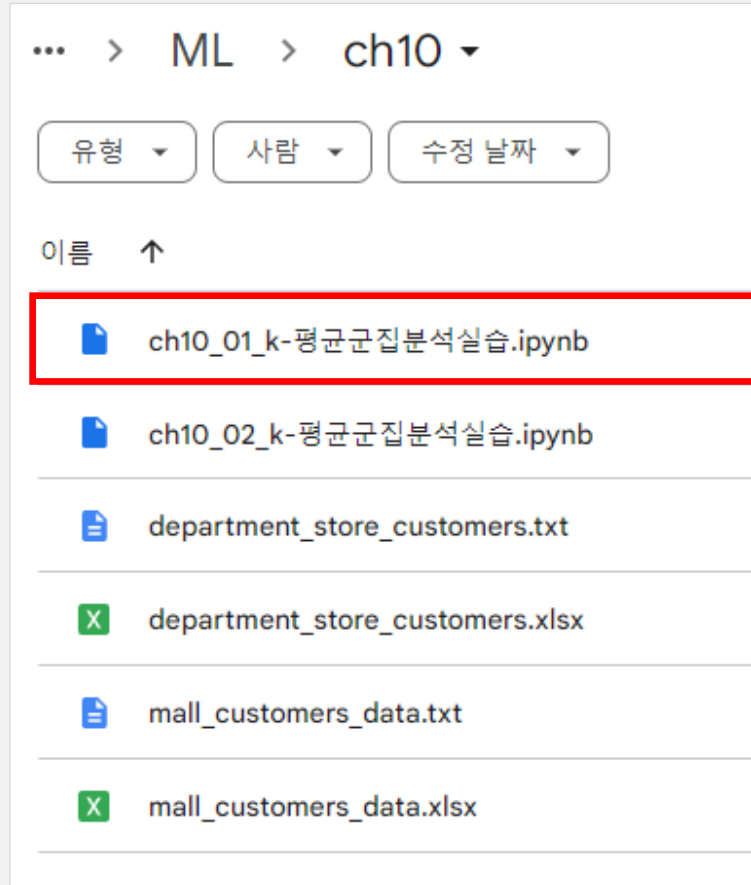 ... > ML > ch10
유형 사람 수정 날짜
이름 ↑
ch10_01_k-평균군집분석실습.ipynb
ch10_02_k-평균군집분석실습.ipynb
department_store_customers.txt
X department_store_customers.xlsx
mall_customers_data.txt
X mall_customers_data.xlsx